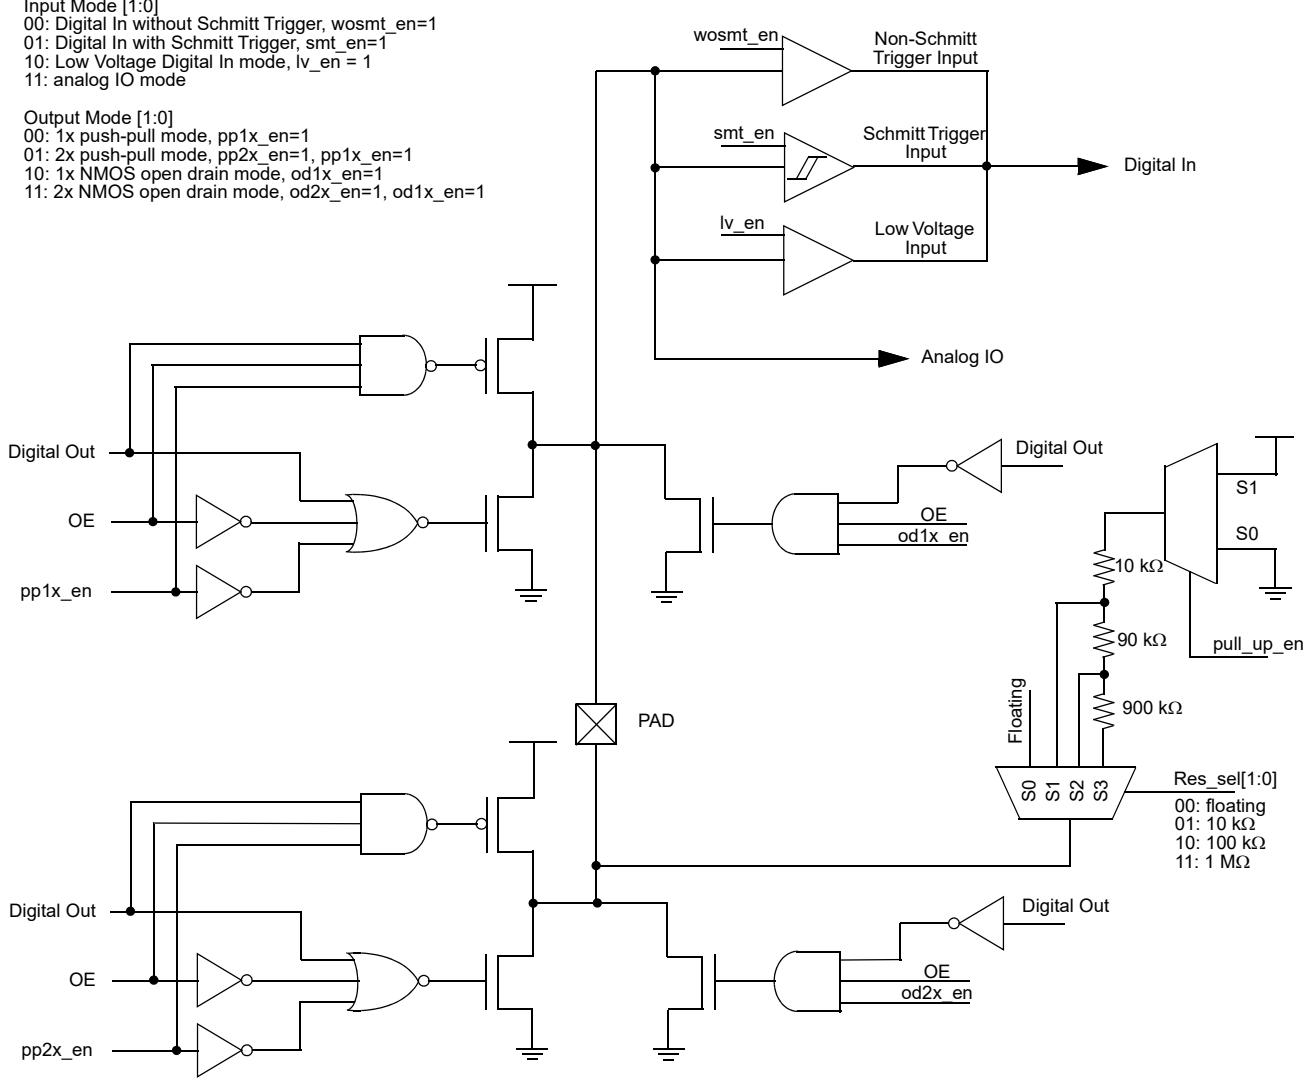 Input Mode [1:0]
00: Digital In without Schmitt Trigger, wosmt_en=1
01: Digital In with Schmitt Trigger, smt_en=1
10: Low Voltage Digital In mode, lv_en = 1
11: analog IO mode
Output Mode [1:0]
00: 1x push-pull mode, pp1x_en=1
01: 2x push-pull mode, pp2x_en=1, pp1x_en=1
10: 1x NMOS open drain mode, od1x_en=1
11: 2x NMOS open drain mode, od2x_en=1, od1x_en=1
wosmt_en
Non-Schmitt
Trigger Input
smt_en
Schmitt Trigger
Input
Digital In
lv_en
Low Voltage
Input
Analog IO
Digital Out
OE
pp1x_en
Digital Out
OE
od1x_en
S1
S0
10 kΩ
90 kΩ
900 kΩ
pull_up_en
Floating
S0
S1
S2
S3
Res_sel[1:0]
00: floating
01: 10 kΩ
10: 100 kΩ
11: 1 MΩ
PAD
Digital Out
OE
pp2x_en
Digital Out
OE
od2x_en